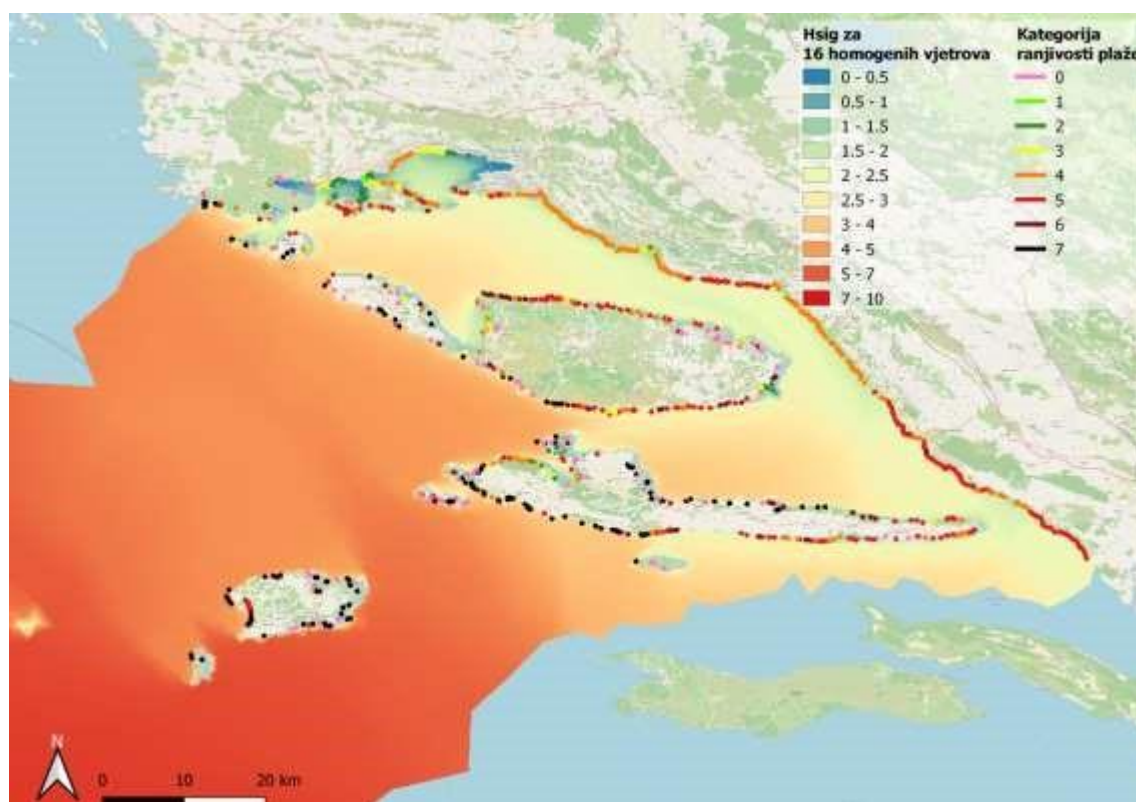 Hsig za
16 homogenih vjetrova
0 - 0.5
0.5 - 1
1 - 1.5
1.5 - 2
2 - 2.5
2.5 - 3
3 - 4
4 - 5
5 - 7
7 - 10
Kategorija
ranjivosti plaže
0
1
2
3
4
5
6
7
N
0 10 20 km